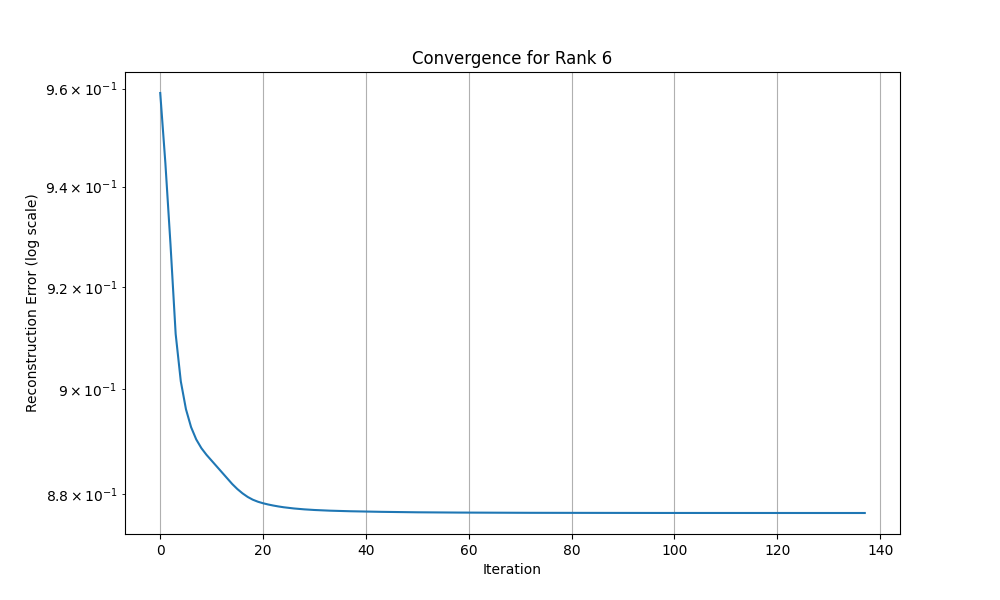 Convergence for Rank 6
Reconstruction Error (log scale)
9.6 × 10⁻¹
9.4 × 10⁻¹
9.2 × 10⁻¹
9 × 10⁻¹
8.8 × 10⁻¹
0 20 40 60 80 100 120 140
Iteration